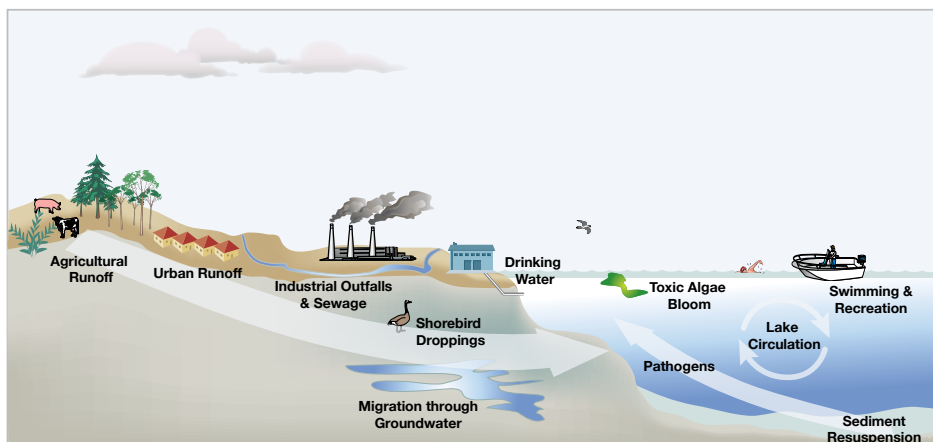 Agricultural
Runoff
Urban Runoff
Industrial Outfalls
& Sewage
Drinking
Water
Shorebird
Droppings
Migration through
Groundwater
Toxic Algae
Bloom
Swimming &
Recreation
Lake
Circulation
Pathogens
Sediment
Resuspension